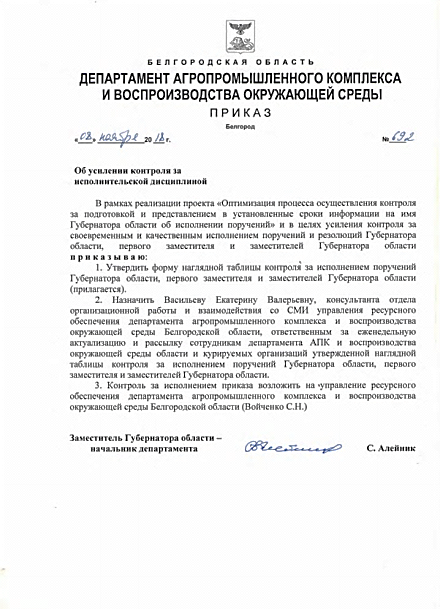 БЕЛГОРОДСКАЯ ОБЛАСТЬ
ДЕПАРТАМЕНТ АГРОПРОМЫШЛЕННОГО КОМПЛЕКСА
И ВОСПРОИЗВОДСТВА ОКРУЖАЮЩЕЙ СРЕДЫ
ПРИКАЗ
Белгород
«08» ноября 2018г. № 692
Об усилении контроля за
исполнительской дисциплиной
В рамках реализации проекта «Оптимизация процесса осуществления контроля
за подготовкой и представлением в установленные сроки информации на имя
Губернатора области об исполнении поручений» и в целях усиления контроля за
своевременным и качественным исполнением поручений и резолюций Губернатора
области, первого заместителя и заместителей Губернатора области
приказываю:
1. Утвердить форму наглядной таблицы контроля за исполнением поручений
Губернатора области, первого заместителя и заместителей Губернатора области
(прилагается).
2. Назначить Васильеву Екатерину Валерьевну, консультанта отдела
организационной работы и взаимодействия со СМИ управления ресурсного
обеспечения департамента агропромышленного комплекса и воспроизводства
окружающей среды области, ответственным за еженедельную
актуализацию и рассылку сотрудникам департамента АПК и воспроизводства
окружающей среды области и курируемых организаций утвержденной наглядной
таблицы контроля за исполнением поручений Губернатора области, первого
заместителя и заместителей Губернатора области.
3. Контроль за исполнением приказа возложить на управление ресурсного
обеспечения департамента агропромышленного комплекса и воспроизводства
окружающей среды Белгородской области (Войченко С.Н.)
Заместитель Губернатора области –
начальник департамента С. Алейник